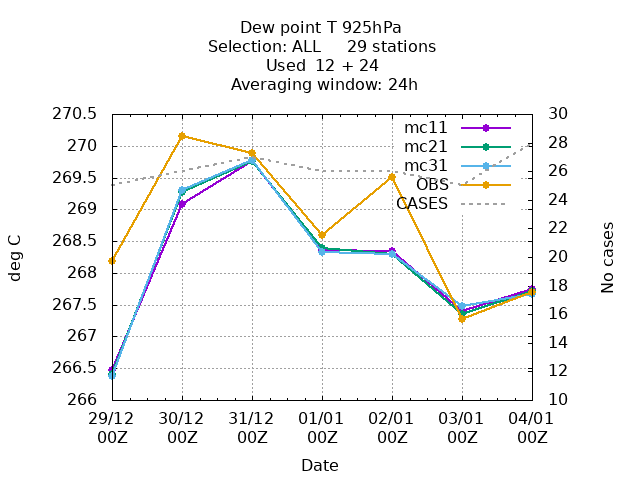 Dew point T 925hPa
Selection: ALL     29 stations
Used  12 + 24
Averaging window: 24h
270.5
270
269.5
269
268.5
268
267.5
267
266.5
266
30
28
26
24
22
20
18
16
14
12
10
mc11
mc21
mc31
OBS
CASES
deg C
No cases
29/12 30/12 31/12 01/01 02/01 03/01 04/01
00Z 00Z 00Z 00Z 00Z 00Z 00Z
Date